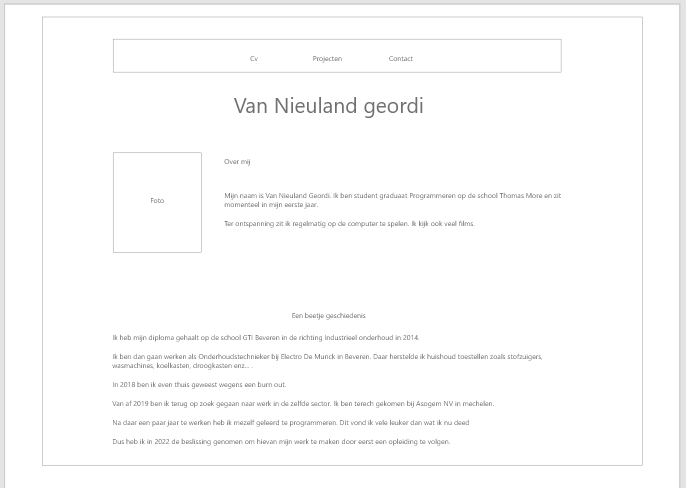 Cv Projecten Contact
Van Nieuland geordi
Foto
Over mij
Mijn naam is Van Nieuland Geordi. Ik ben student graduaat Programmeren op de school Thomas More en zit
momenteel in mijn eerste jaar.
Ter ontspanning zit ik regelmatig op de computer te spelen. Ik kijk ook veel films.
Een beetje geschiedenis
Ik heb mijn diploma gehaalt op de school GTI Beveren in de richting Industrieel onderhoud in 2014.
Ik ben dan gaan werken als Onderhoudstechnieker bij Electro De Munck in Beveren. Daar herstelde ik huishoud toestellen zoals stofzuigers,
wasmachines, koelkasten, droogkasten enz... .
In 2018 ben ik even thuis geweest wegens een burn out.
Van af 2019 ben ik terug op zoek gegaan naar werk in de zelfde sector. Ik ben terech gekomen bij Asogem NV in mechelen.
Na daar een paar jaar te werken heb ik mezelf geleerd te programmeren. Dit vond ik vele leuker dan wat ik nu deed
Dus heb ik in 2022 de beslissing genomen om hievan mijn werk te maken door eerst een opleiding te volgen.